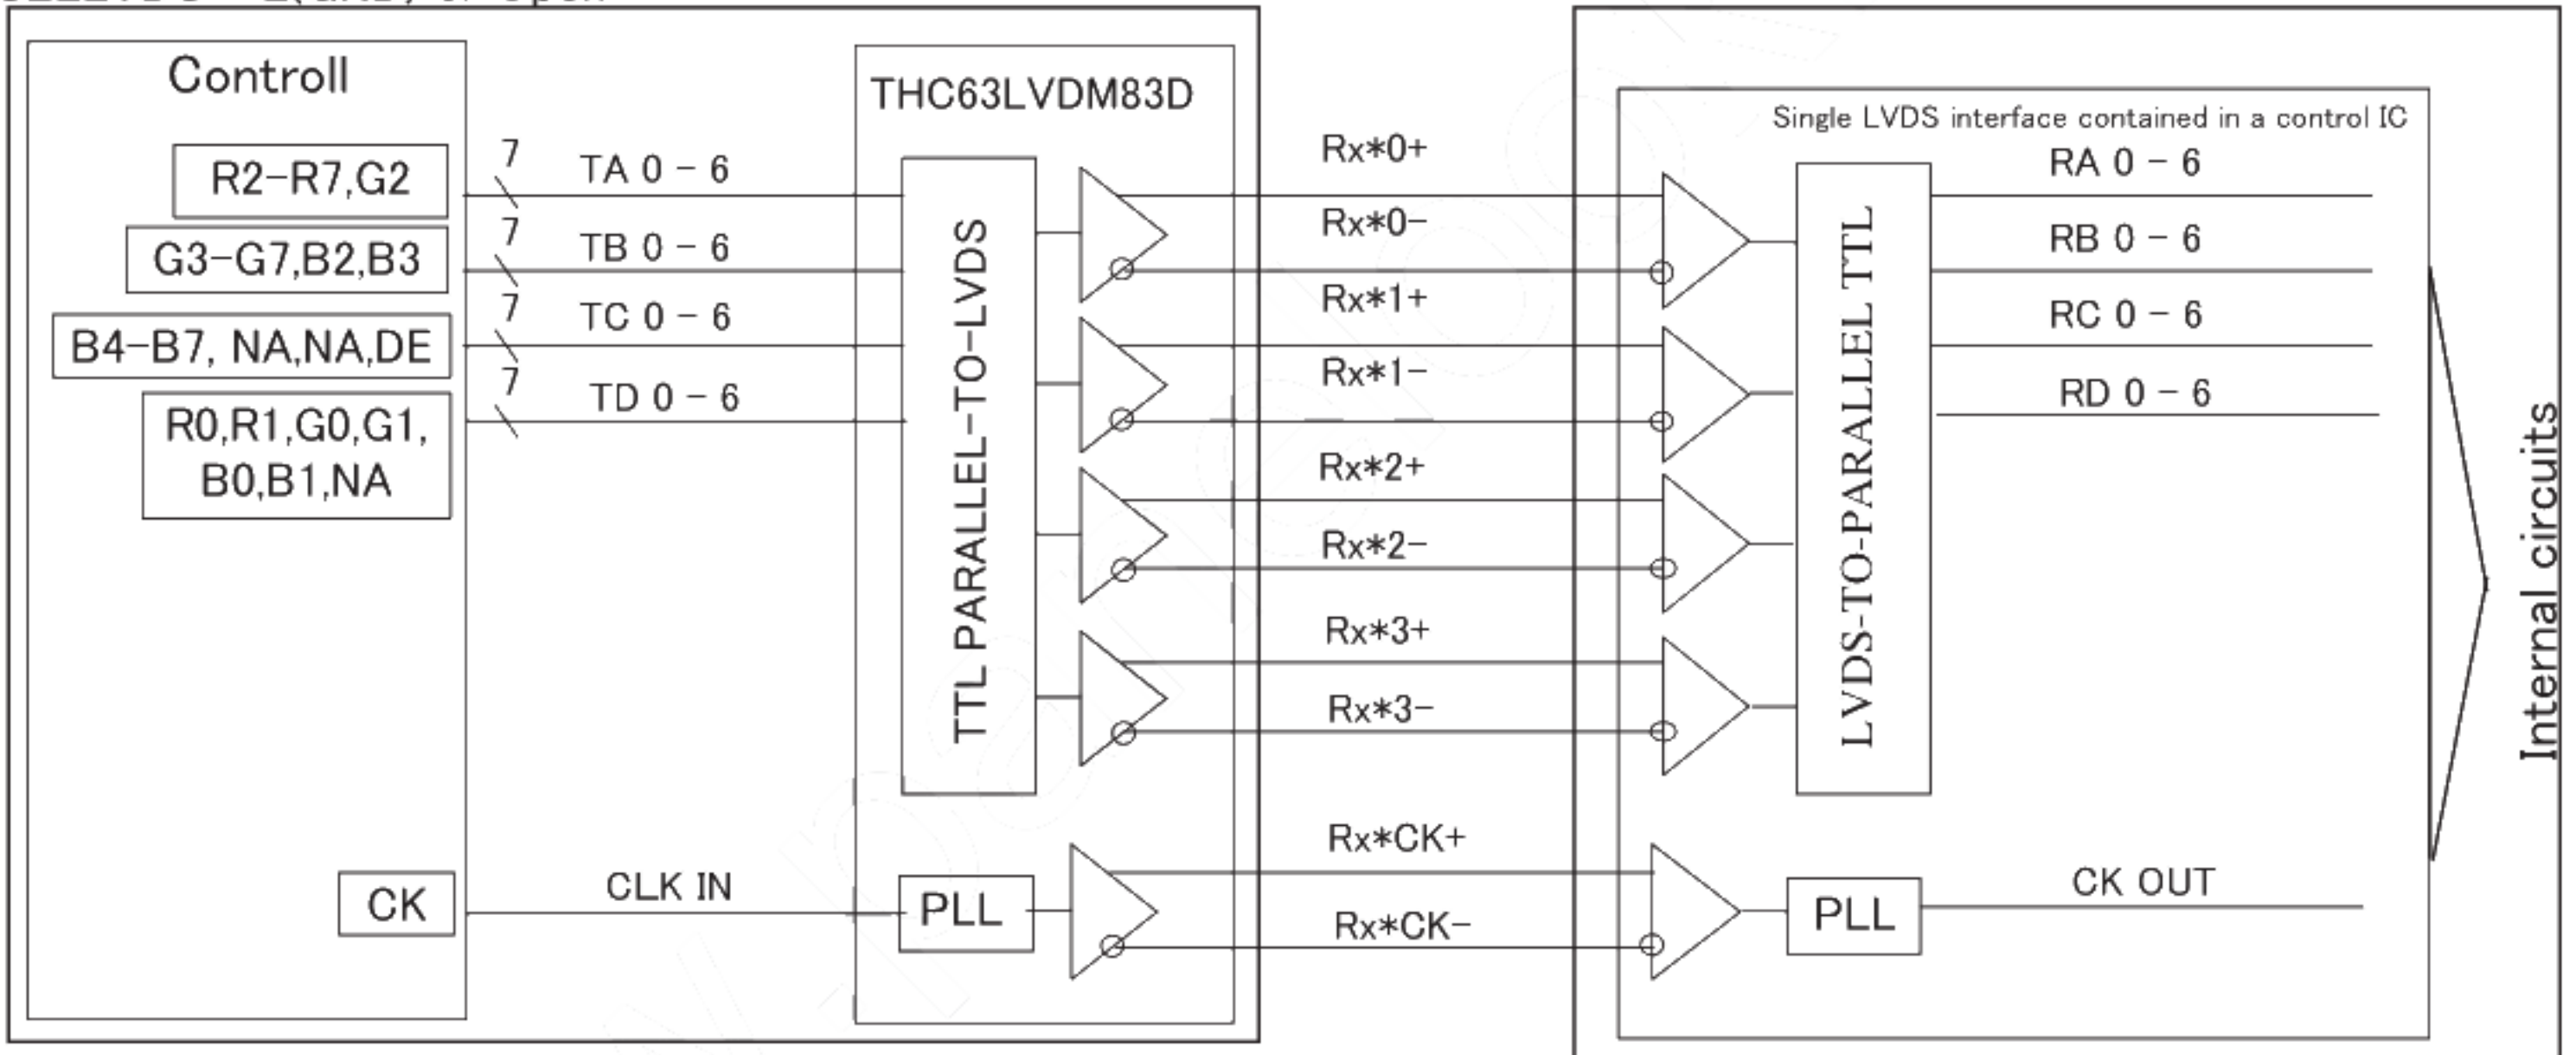 Controll
R2-R7,G2
G3-G7,B2,B3
B4-B7, NA,NA,DE
R0,R1,G0,G1,
B0,B1,NA
CK
7
TA 0 - 6
7
TB 0 - 6
7
TC 0 - 6
7
TD 0 - 6
CLK IN
THC63LVDM83D
TTL PARALLEL-TO-LVDS
PLL
Rx*0+
Rx*0-
Rx*1+
Rx*1-
Rx*2+
Rx*2-
Rx*3+
Rx*3-
Rx*CK+
Rx*CK-
Single LVDS interface contained in a control IC
LVDS-TO-PARALLEL TTL
PLL
RA 0 - 6
RB 0 - 6
RC 0 - 6
RD 0 - 6
CK OUT
Internal circuits